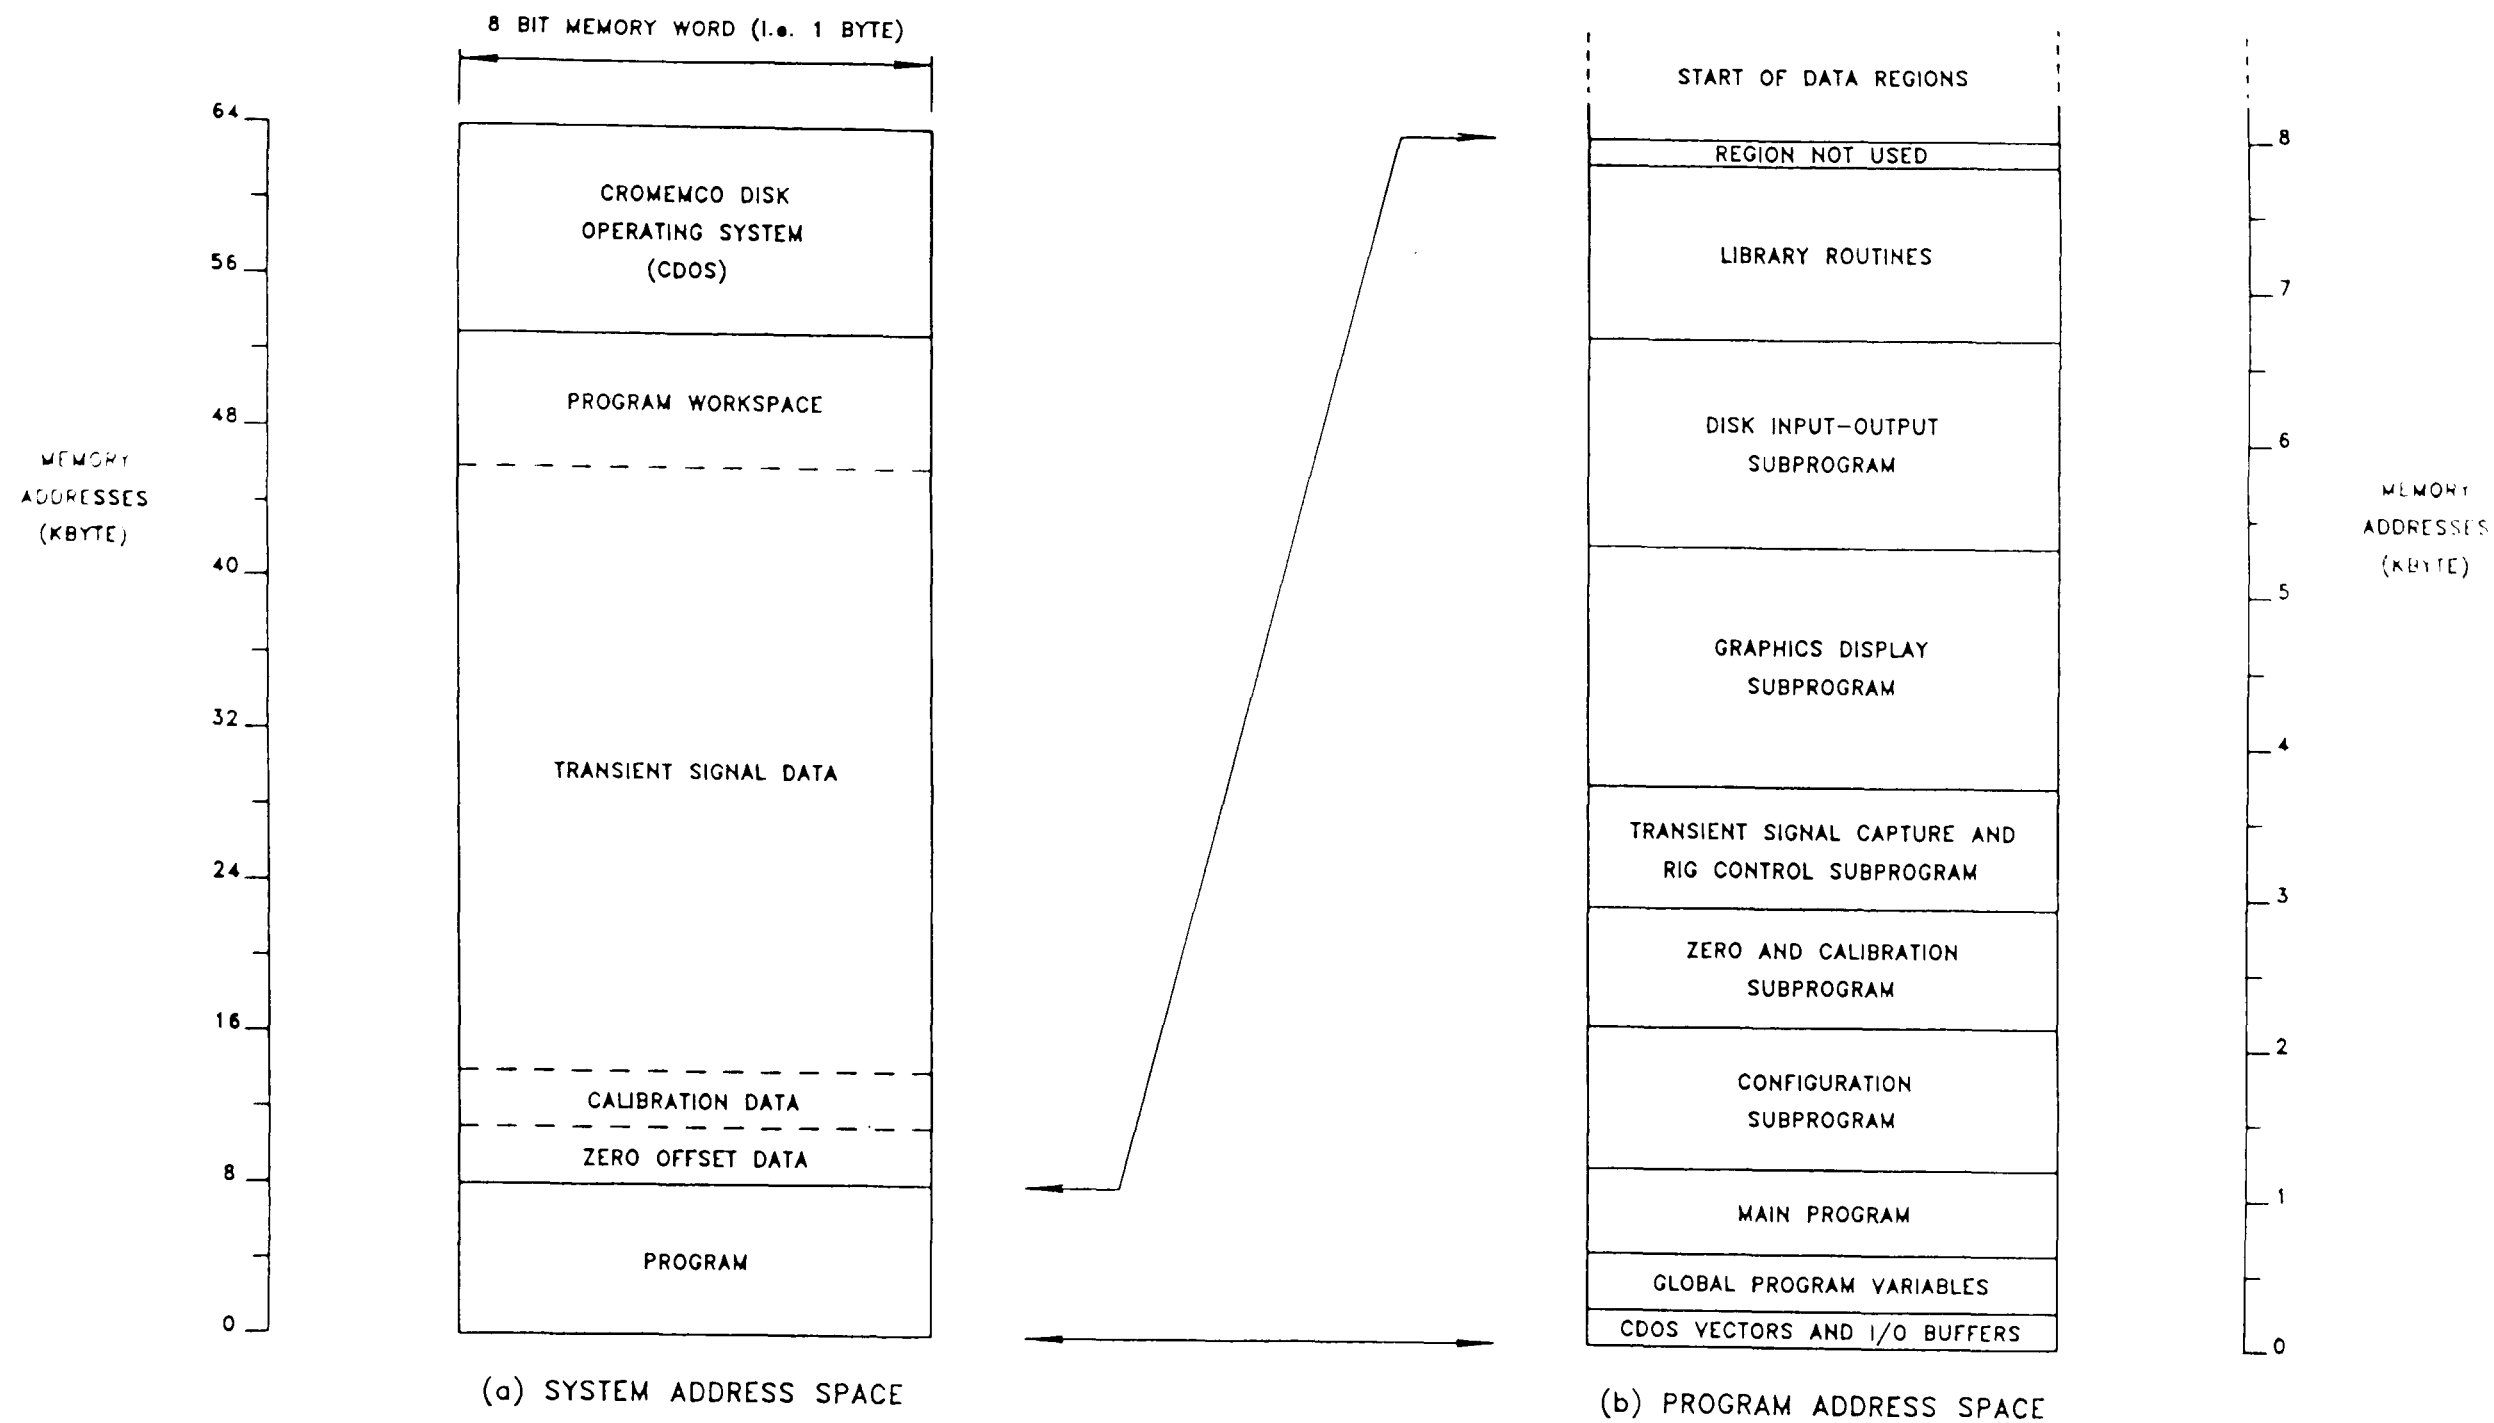 8 BIT MEMORY WORD (i.e. 1 BYTE)
64
56
48
40
32
24
16
8
0
MEMORY
ADDRESSES
(KBYTE)
CROMEMCO DISK
OPERATING SYSTEM
(CDOS)
PROGRAM WORKSPACE
TRANSIENT SIGNAL DATA
CALIBRATION DATA
ZERO OFFSET DATA
PROGRAM
(a) SYSTEM ADDRESS SPACE
START OF DATA REGIONS
REGION NOT USED
LIBRARY ROUTINES
DISK INPUT-OUTPUT
SUBPROGRAM
GRAPHICS DISPLAY
SUBPROGRAM
TRANSIENT SIGNAL CAPTURE AND
RIG CONTROL SUBPROGRAM
ZERO AND CALIBRATION
SUBPROGRAM
CONFIGURATION
SUBPROGRAM
MAIN PROGRAM
GLOBAL PROGRAM VARIABLES
CDOS VECTORS AND I/O BUFFERS
8
7
6
5
4
3
2
1
0
MEMORY
ADDRESSES
(KBYTE)
(b) PROGRAM ADDRESS SPACE